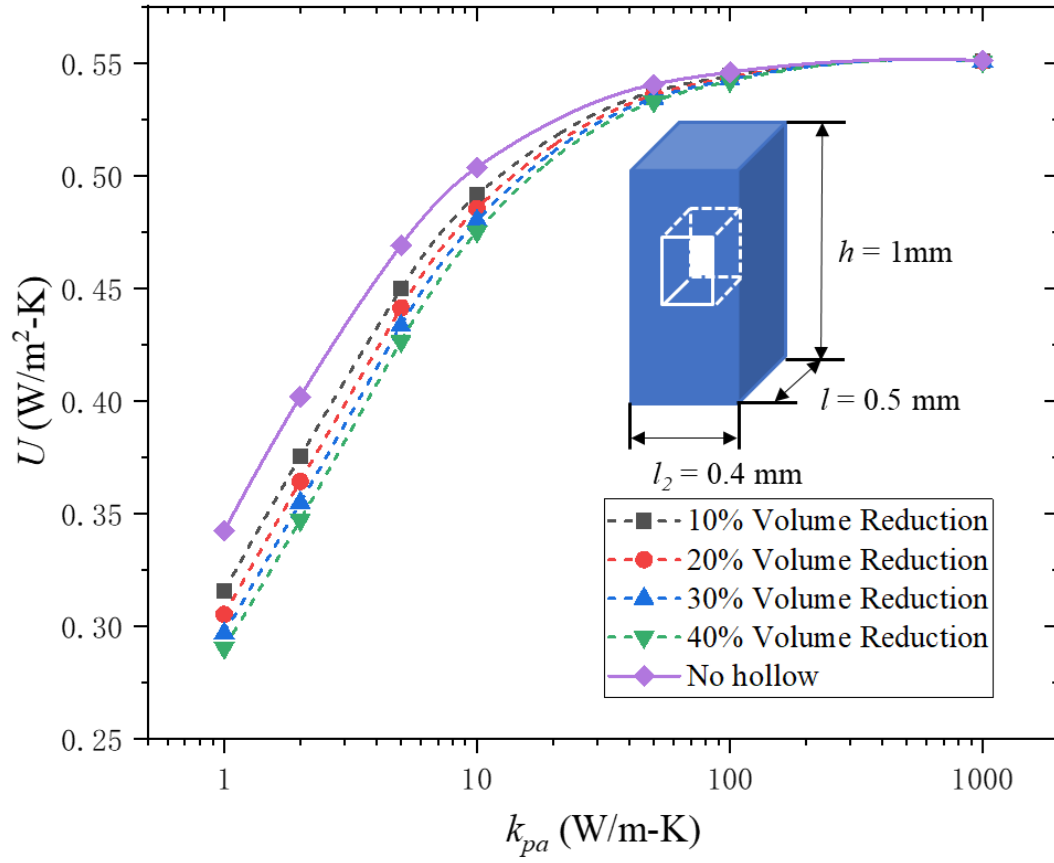 U (W/m²-K)
0.55
0.50
0.45
0.40
0.35
0.30
0.25
h = 1mm
l = 0.5 mm
l₂ = 0.4 mm
10% Volume Reduction
20% Volume Reduction
30% Volume Reduction
40% Volume Reduction
No hollow
1 10 100 1000
kₚₐ (W/m-K)